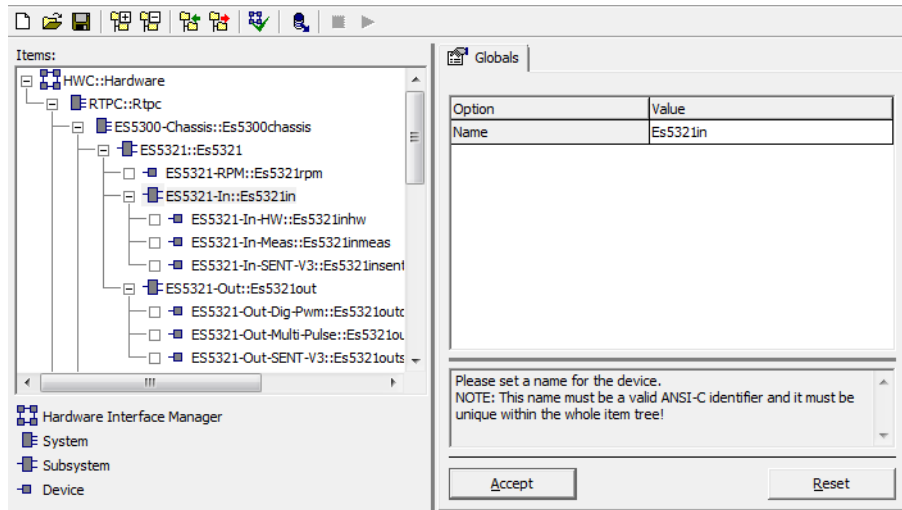 Items:
HWC::Hardware
RTPC::Rtpc
ES5300-Chassis::Es5300chassis
ES5321::Es5321
ES5321-RPM::Es5321rpm
ES5321-In::Es5321in
ES5321-In-HW::Es5321inhw
ES5321-In-Meas::Es5321inmeas
ES5321-In-SENT-V3::Es5321insent
ES5321-Out::Es5321out
ES5321-Out-Dig-Pwm::Es5321outd
ES5321-Out-Multi-Pulse::Es5321ou
ES5321-Out-SENT-V3::Es5321outs
Hardware Interface Manager
System
Subsystem
Device
Globals
Option Value
Name Es5321in
Please set a name for the device.
NOTE: This name must be a valid ANSI-C identifier and it must be
unique within the whole item tree!
Accept Reset